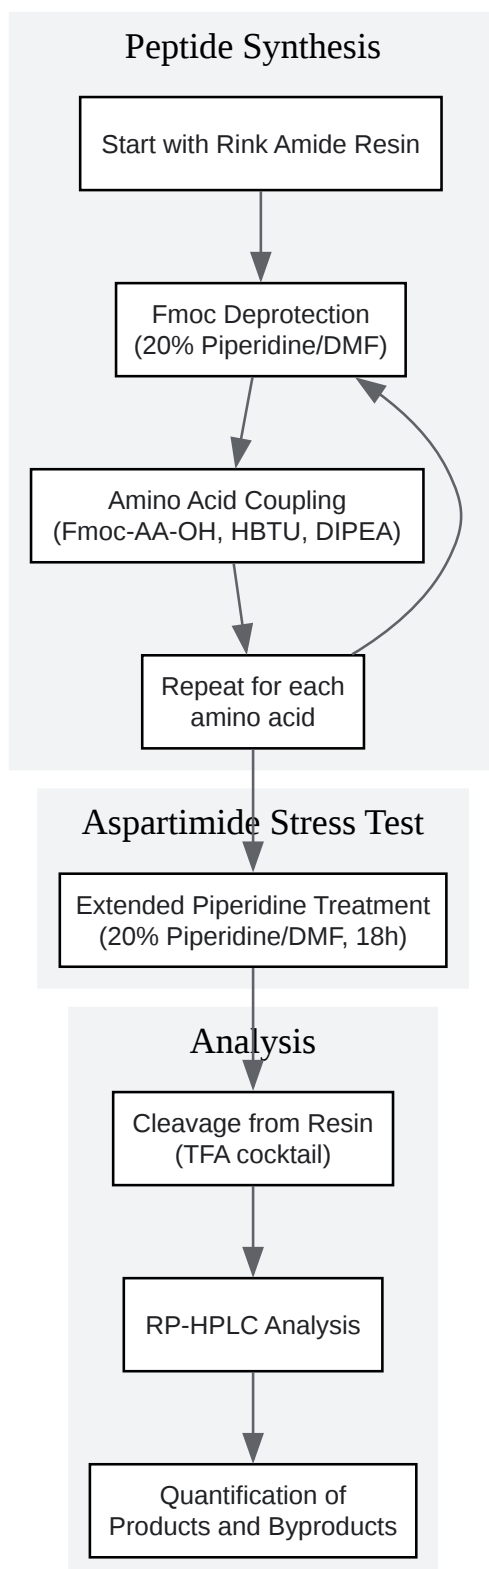 Peptide Synthesis
Start with Rink Amide Resin
Fmoc Deprotection
(20% Piperidine/DMF)
Amino Acid Coupling
(Fmoc-AA-OH, HBTU, DIPEA)
Repeat for each
amino acid
Aspartimide Stress Test
Extended Piperidine Treatment
(20% Piperidine/DMF, 18h)
Analysis
Cleavage from Resin
(TFA cocktail)
RP-HPLC Analysis
Quantification of
Products and Byproducts